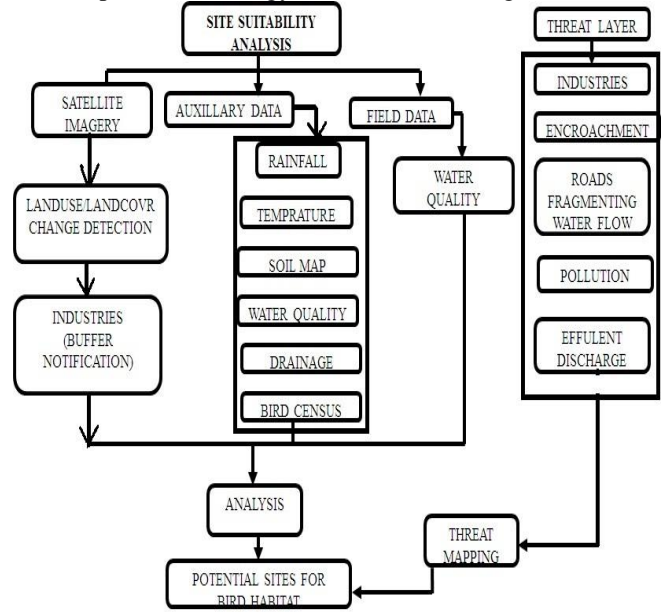 SITE SUITABILITY
ANALYSIS
THREAT LAYER
SATELLITE
IMAGERY
AUXILLARY DATA
FIELD DATA
INDUSTRIES
ENCROACHMENT
RAINFALL
WATER
QUALITY
ROADS
FRAGMENTING
WATER FLOW
LANDUSE/LANDCOVR
CHANGE DETECTION
TEMPRATURE
SOIL MAP
POLLUTION
INDUSTRIES
(BUFFER
NOTIFICATION)
WATER QUALITY
DRAINAGE
EFFULENT
DISCHARGE
BIRD CENSUS
ANALYSIS
THREAT
MAPPING
POTENTIAL SITES FOR
BIRD HABITAT